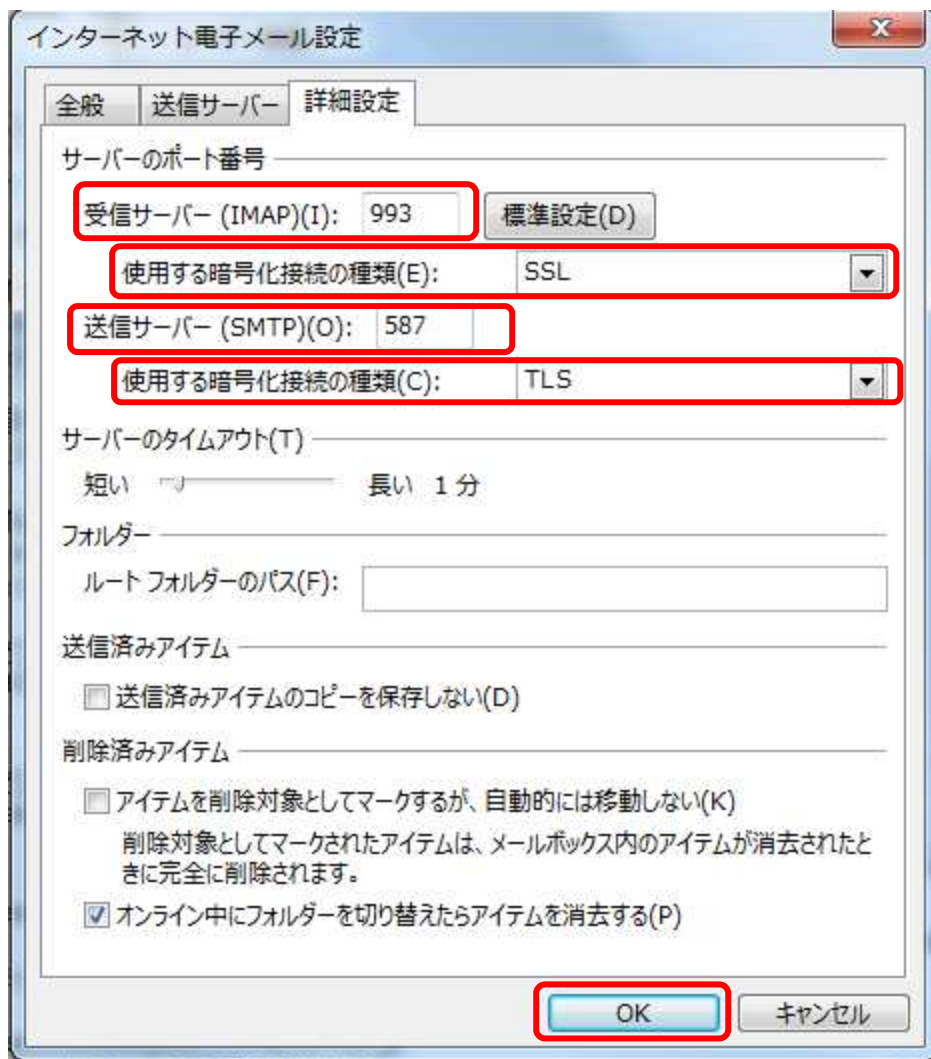 インターネット電子メール設定
全般 送信サーバー 詳細設定
サーバーのポート番号
受信サーバー (IMAP)(I): 993 標準設定(D)
使用する暗号化接続の種類(E): SSL
送信サーバー (SMTP)(O): 587
使用する暗号化接続の種類(C): TLS
サーバーのタイムアウト(T)
短い 長い 1 分
フォルダー
ルート フォルダーのパス(F):
送信済みアイテム
送信済みアイテムのコピーを保存しない(D)
削除済みアイテム
アイテムを削除対象としてマークするが、自動的には移動しない(K)
削除対象としてマークされたアイテムは、メールボックス内のアイテムが消去されたと
きに完全に削除されます。
オンライン中にフォルダーを切り替えたらアイテムを消去する(P)
OK キャンセル